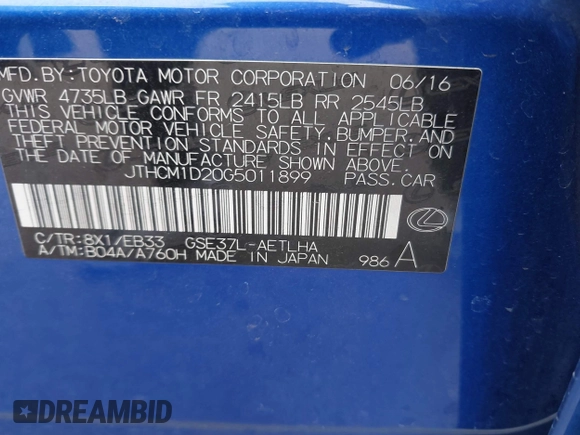 MFD.BY:TOYOTA MOTOR CORPORATION 06/16
GVWR 4735LB GAWR FR 2415LB RR 2545LB
THIS VEHICLE CONFORMS TO ALL APPLICABLE
FEDERAL MOTOR VEHICLE SAFETY, BUMPER, AND
THEFT PREVENTION STANDARDS IN EFFECT ON
THE DATE OF MANUFACTURE SHOWN ABOVE.
JTHCM1D20G5011899 PASS.CAR
C/TR:8X1/EB33 GSE37L-AETLHA
A/TM:B04A/A760H MADE IN JAPAN 986 A
DREAMBID